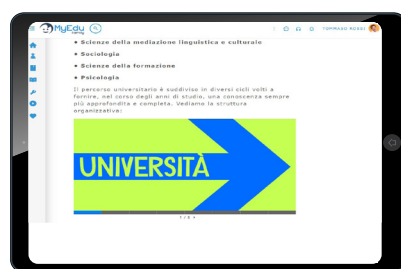 MyEdu
TOMMASO ROSSI
• Scienze della mediazione linguistica e culturale
• Sociologia
• Scienze della formazione
• Psicologia
Il percorso universitario è suddiviso in diversi cicli volti a
fornire, nel corso degli anni di studio, una conoscenza sempre
più approfondita e completa. Vediamo la struttura
organizzativa:
UNIVERSITÀ